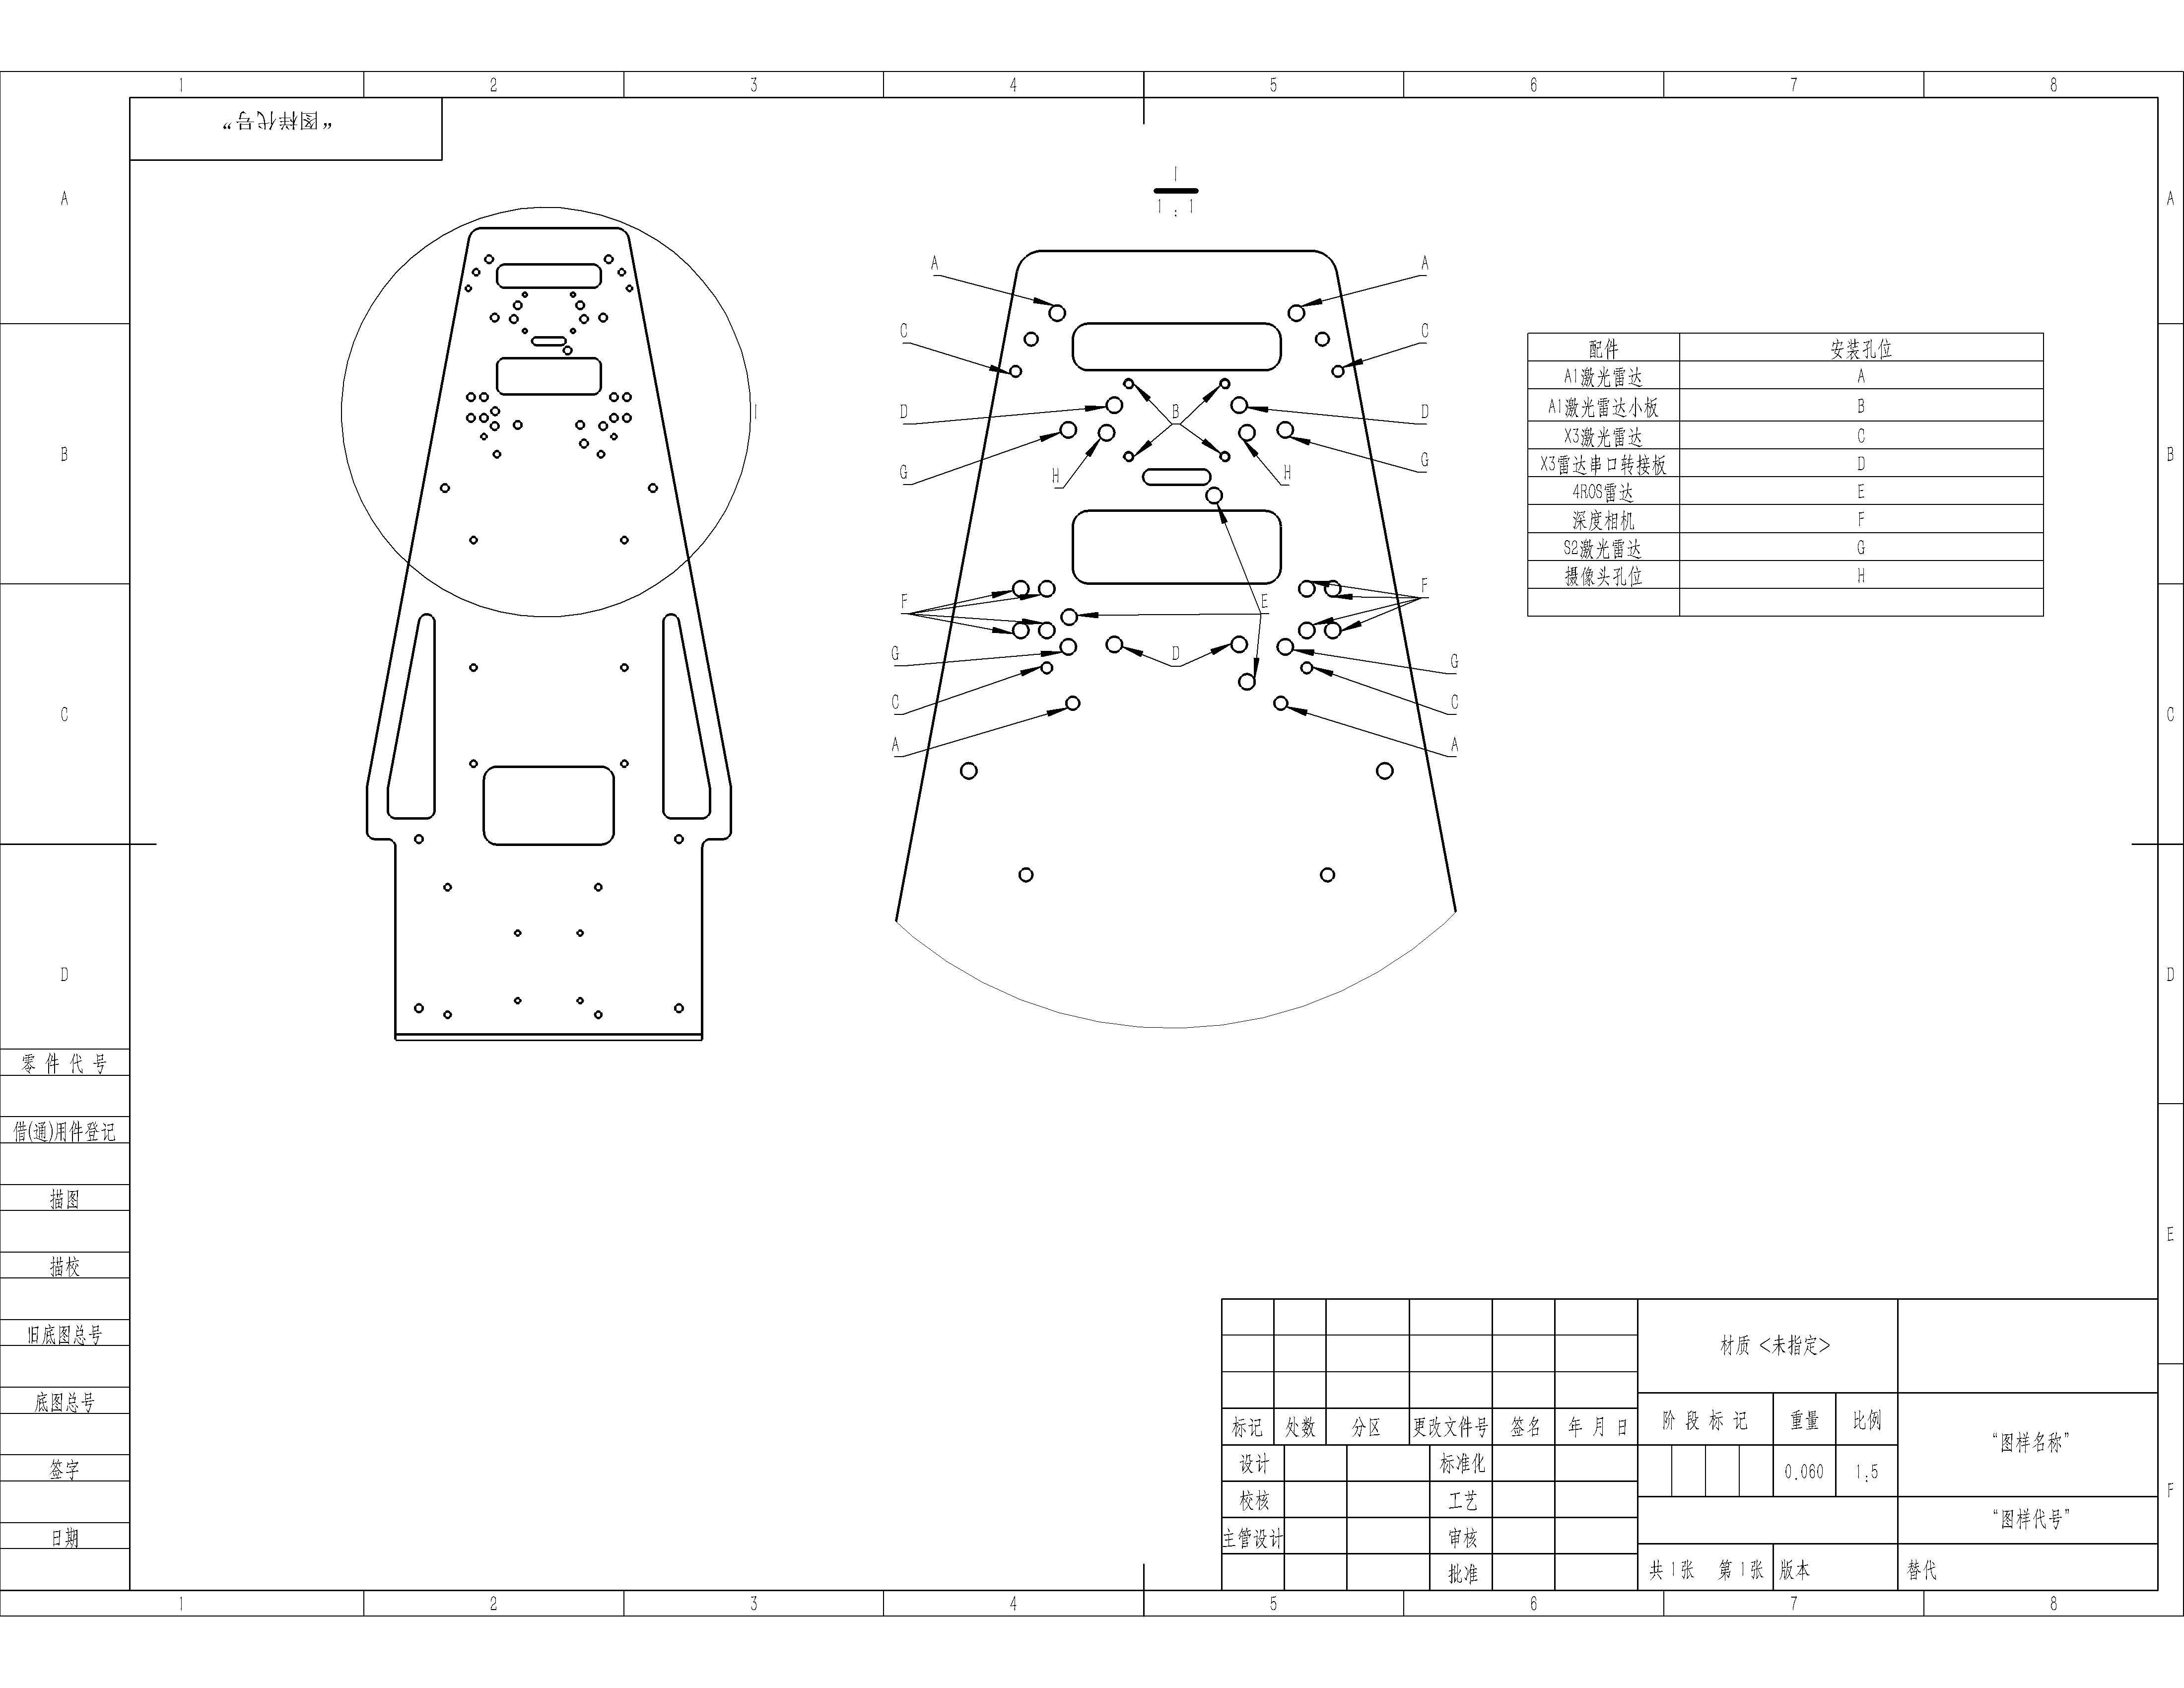 1 2 3 4 5 6 7 8
“图样代号”
A
B
C
D
零 件 代 号
借(通)用件登记
描图
描校
旧底图总号
底图总号
签字
日期
I
I
1 : 1
A A
C C
D B D
G H H G
F E F
G D G
C C
A A
配件 安装孔位
A1激光雷达 A
A1激光雷达小板 B
X3激光雷达 C
X3雷达串口转接板 D
4ROS雷达 E
深度相机 F
S2激光雷达 G
摄像头孔位 H
A
B
C
D
E
F
材质 <未指定>
标记 处数 分区 更改文件号 签名 年 月 日 阶 段 标 记 重量 比例
“图样名称”
设计 标准化 0.060 1:5
校核 工艺
“图样代号”
主管设计 审核
批准 共 1 张 第 1 张 版本 替代
1 2 3 4 5 6 7 8